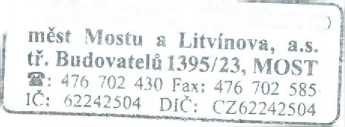 )
měst Mostu a Litvínova, a.s.
tř. Budovatelů 1395/23, MOST
☎: 476 702 430 Fax: 476 702 585
IČ: 62242504 DIČ: CZ62242504